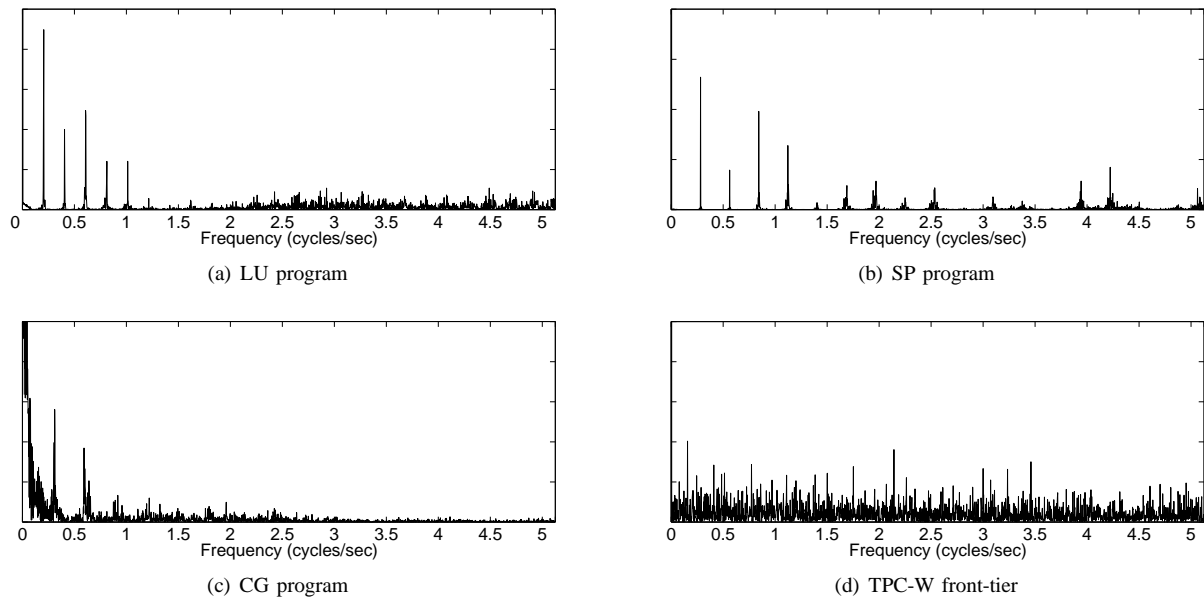 0 0.5 1 1.5 2 2.5 3 3.5 4 4.5 5
Frequency (cycles/sec)
(a) LU program
0 0.5 1 1.5 2 2.5 3 3.5 4 4.5 5
Frequency (cycles/sec)
(b) SP program
0 0.5 1 1.5 2 2.5 3 3.5 4 4.5 5
Frequency (cycles/sec)
(c) CG program
0 0.5 1 1.5 2 2.5 3 3.5 4 4.5 5
Frequency (cycles/sec)
(d) TPC-W front-tier